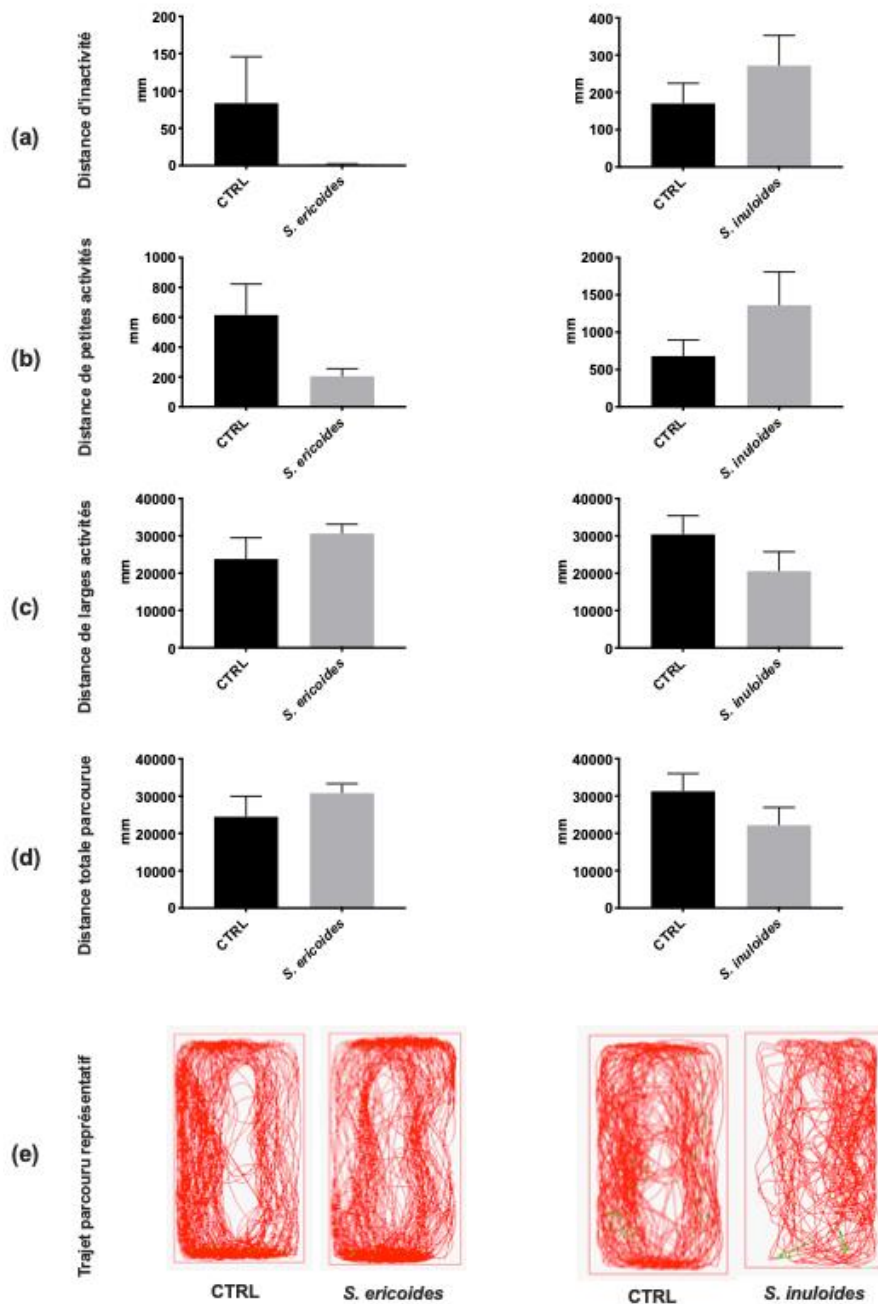 (a)
Distance d'inactivité
mm
200
150
100
50
0
CTRL
S. ericoides
mm
400
300
200
100
0
CTRL
S. inuloides
(b)
Distance de petites activités
mm
1000
800
600
400
200
0
CTRL
S. ericoides
mm
2000
1500
1000
500
0
CTRL
S. inuloides
(c)
Distance de larges activités
mm
40000
30000
20000
10000
0
CTRL
S. ericoides
mm
40000
30000
20000
10000
0
CTRL
S. inuloides
(d)
Distance totale parcourue
mm
40000
30000
20000
10000
0
CTRL
S. ericoides
mm
40000
30000
20000
10000
0
CTRL
S. inuloides
(e)
Trajet parcouru représentatif
CTRL
S. ericoides
CTRL
S. inuloides